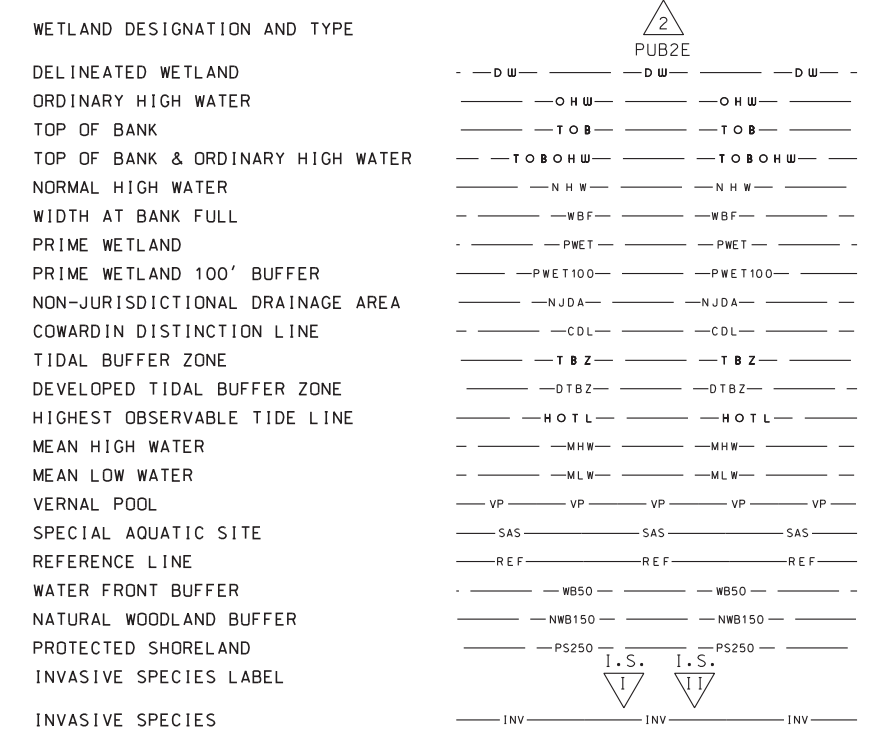 WETLAND DESIGNATION AND TYPE 2
PUB2E
DELINEATED WETLAND DW DW DW
ORDINARY HIGH WATER OHW OHW
TOP OF BANK TOB TOB
TOP OF BANK & ORDINARY HIGH WATER TOBOHW TOBOHW
NORMAL HIGH WATER NHW NHW
WIDTH AT BANK FULL WBF WBF
PRIME WETLAND PWET PWET
PRIME WETLAND 100' BUFFER PWET100 PWET100
NON-JURISDICTIONAL DRAINAGE AREA NJDA NJDA
COWARDIN DISTINCTION LINE CDL CDL
TIDAL BUFFER ZONE TBZ TBZ
DEVELOPED TIDAL BUFFER ZONE DTBZ DTBZ
HIGHEST OBSERVABLE TIDE LINE HOTL HOTL
MEAN HIGH WATER MHW MHW
MEAN LOW WATER MLW MLW
VERNAL POOL VP VP VP VP VP
SPECIAL AQUATIC SITE SAS SAS SAS
REFERENCE LINE REF REF REF
WATER FRONT BUFFER WB50 WB50
NATURAL WOODLAND BUFFER NWB150 NWB150
PROTECTED SHORELAND PS250 PS250
I.S. I.S.
INVASIVE SPECIES LABEL I II
INVASIVE SPECIES INV INV INV